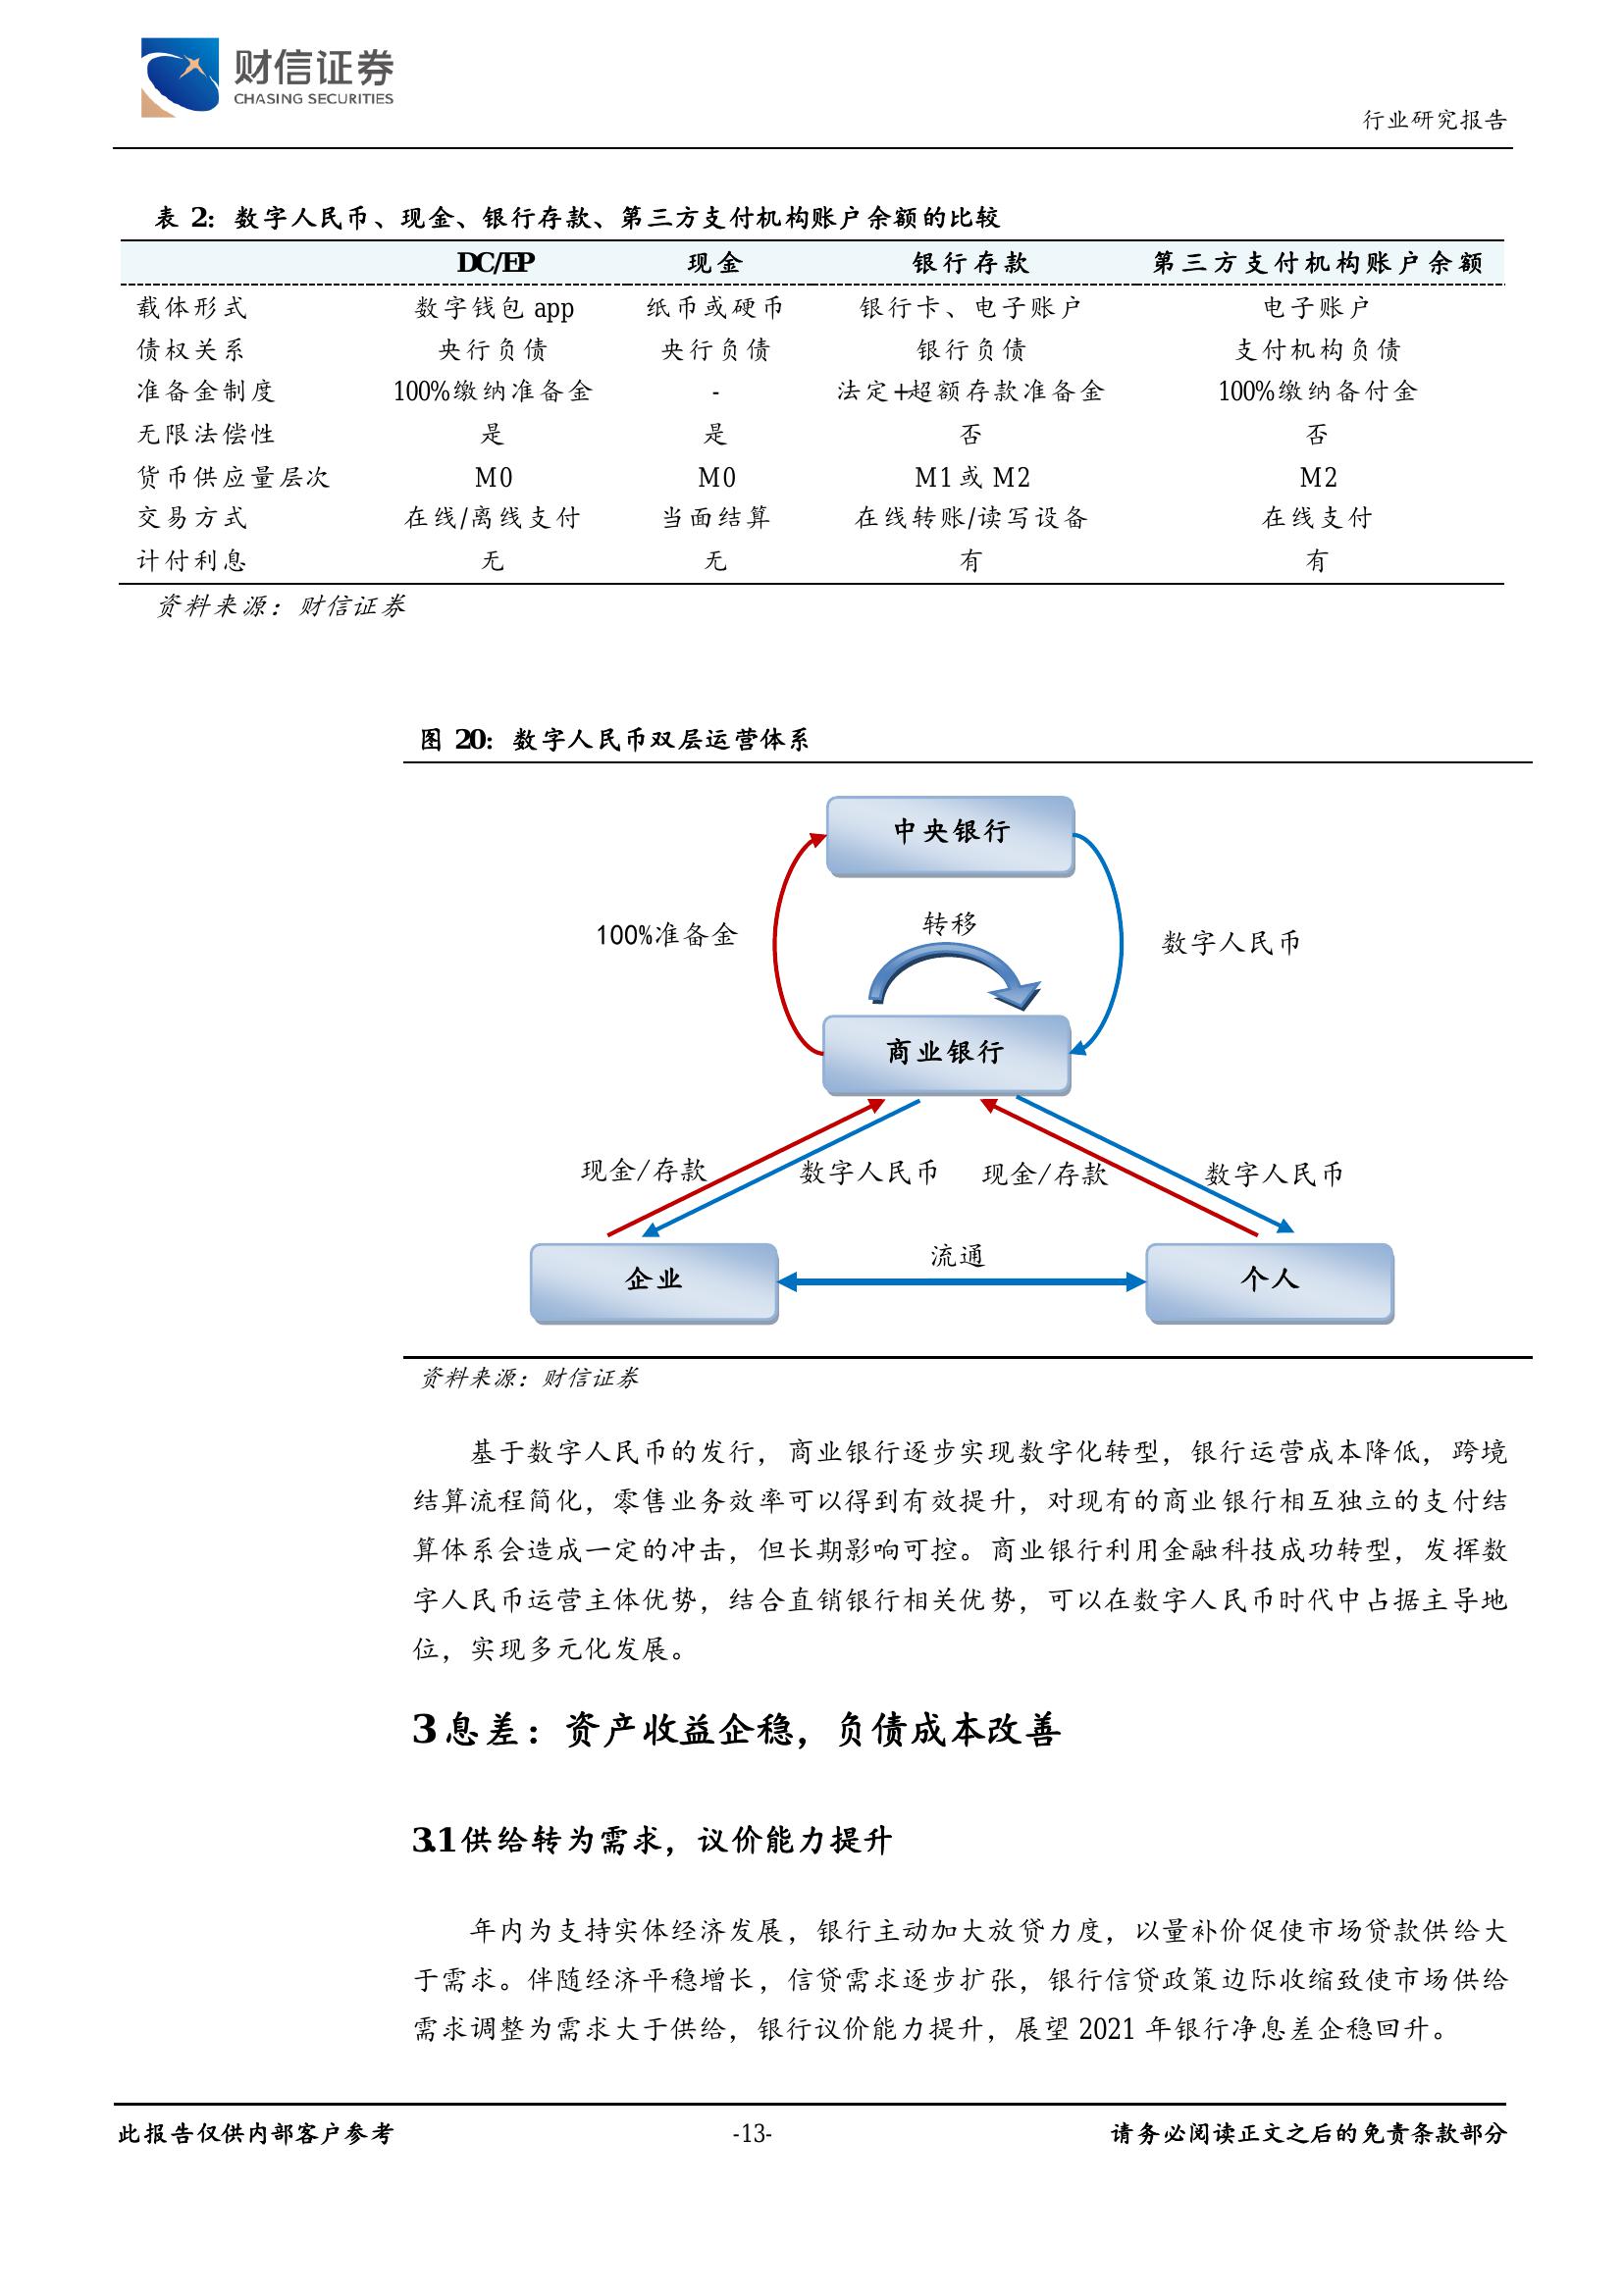 财信证券
CHASING SECURITIES
行业研究报告
表 2：数字人民币、现金、银行存款、第三方支付机构账户余额的比较
DC/EP 现金 银行存款 第三方支付机构账户余额
载体形式 数字钱包 app 纸币或硬币 银行卡、电子账户 电子账户
债权关系 央行负债 央行负债 银行负债 支付机构负债
准备金制度 100%缴纳准备金 - 法定+超额存款准备金 100%缴纳备付金
无限法偿性 是 是 否 否
货币供应量层次 M0 M0 M1 或 M2 M2
交易方式 在线/离线支付 当面结算 在线转账/读写设备 在线支付
计付利息 无 无 有 有
资料来源：财信证券
图 20：数字人民币双层运营体系
中央银行
100%准备金 转移 数字人民币
商业银行
现金/存款 数字人民币 现金/存款 数字人民币
流通
企业 个人
资料来源：财信证券
基于数字人民币的发行，商业银行逐步实现数字化转型，银行运营成本降低，跨境
结算流程简化，零售业务效率可以得到有效提升，对现有的商业银行相互独立的支付结
算体系会造成一定的冲击，但长期影响可控。商业银行利用金融科技成功转型，发挥数
字人民币运营主体优势，结合直销银行相关优势，可以在数字人民币时代中占据主导地
位，实现多元化发展。
3 息差：资产收益企稳，负债成本改善
3.1 供给转为需求，议价能力提升
年内为支持实体经济发展，银行主动加大放贷力度，以量补价促使市场贷款供给大
于需求。伴随经济平稳增长，信贷需求逐步扩张，银行信贷政策边际收缩致使市场供给
需求调整为需求大于供给，银行议价能力提升，展望 2021 年银行净息差企稳回升。
此报告仅供内部客户参考 -13- 请务必阅读正文之后的免责条款部分